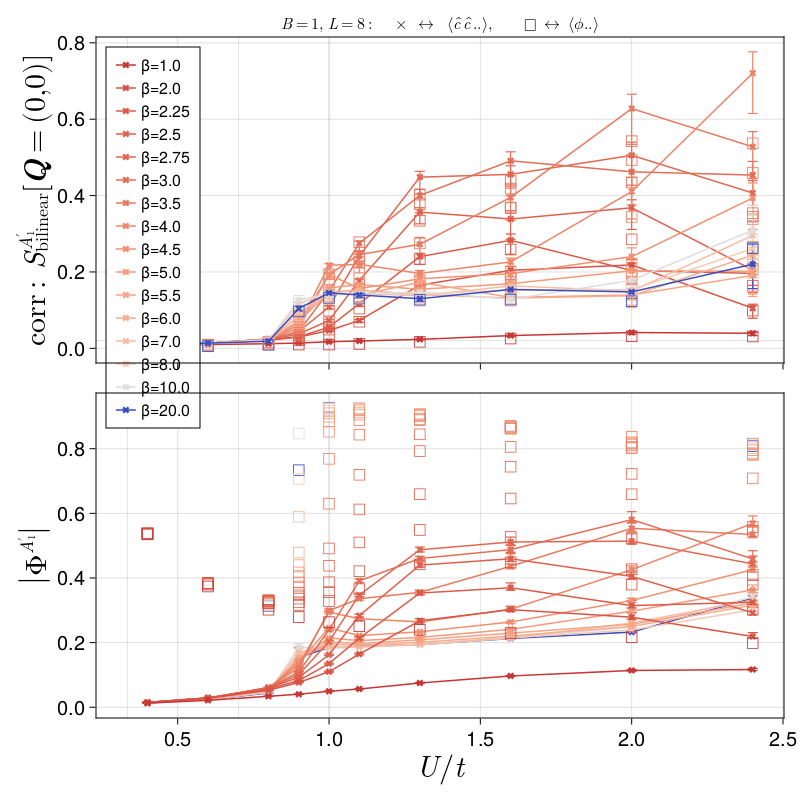 B = 1, L = 8 : × ↔ ⟨ĉ ĉ ..⟩, □ ↔ ⟨ϕ..⟩
corr : 𝒮^{A′₁}_{bilinear}[Q = (0,0)]
0.8
0.6
0.4
0.2
0.0
β=1.0
β=2.0
β=2.25
β=2.5
β=2.75
β=3.0
β=3.5
β=4.0
β=4.5
β=5.0
β=5.5
β=6.0
β=7.0
β=8.0
β=10.0
β=20.0
|Φ^{A′₁}|
0.8
0.6
0.4
0.2
0.0
0.5 1.0 1.5 2.0 2.5
U/t